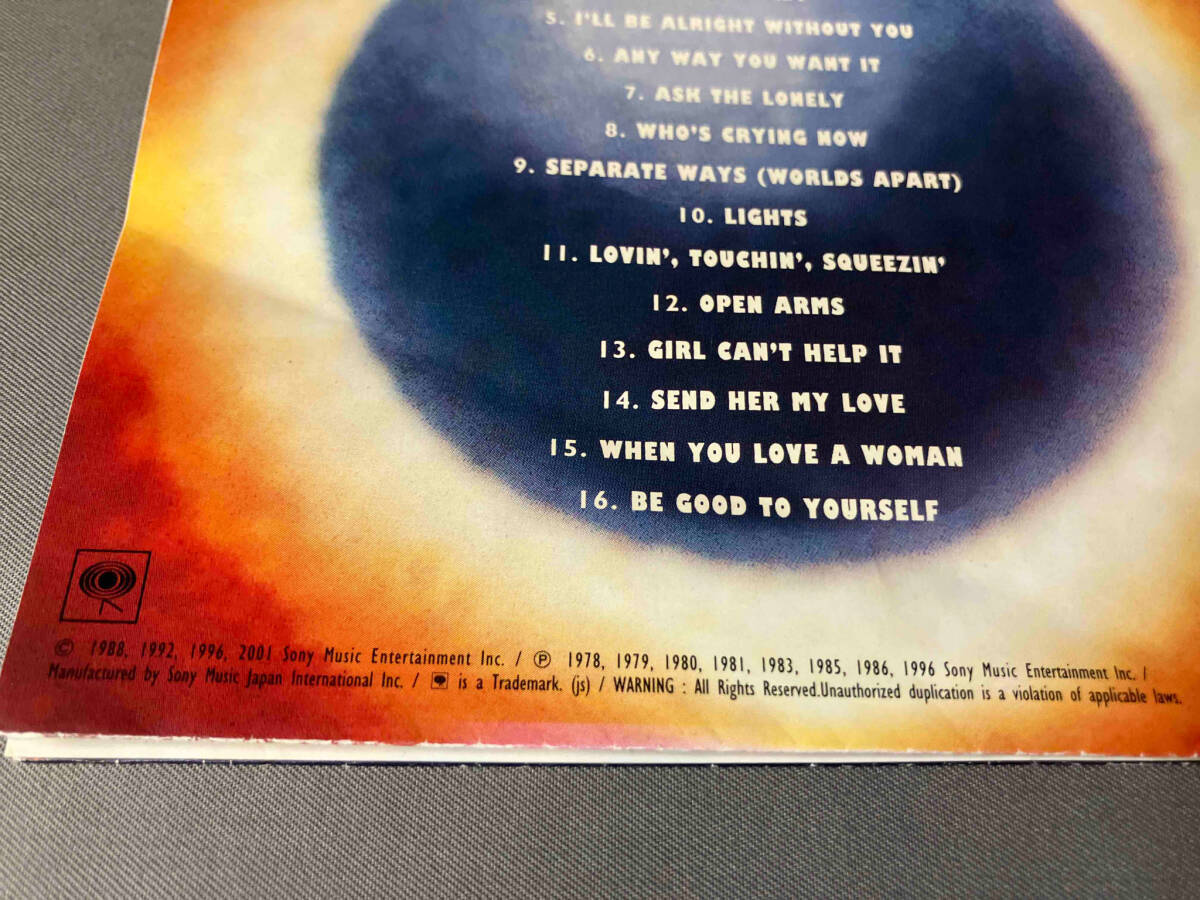 5. I'LL BE ALRIGHT WITHOUT YOU
6. ANY WAY YOU WANT IT
7. ASK THE LONELY
8. WHO'S CRYING NOW
9. SEPARATE WAYS (WORLDS APART)
10. LIGHTS
11. LOVIN', TOUCHIN', SQUEEZIN'
12. OPEN ARMS
13. GIRL CAN'T HELP IT
14. SEND HER MY LOVE
15. WHEN YOU LOVE A WOMAN
16. BE GOOD TO YOURSELF
© 1988, 1992, 1996, 2001 Sony Music Entertainment Inc. / ℗ 1978, 1979, 1980, 1981, 1983, 1985, 1986, 1996 Sony Music Entertainment Inc. /
Manufactured by Sony Music Japan International Inc. / is a Trademark. (js) / WARNING : All Rights Reserved.Unauthorized duplication is a violation of applicable laws.